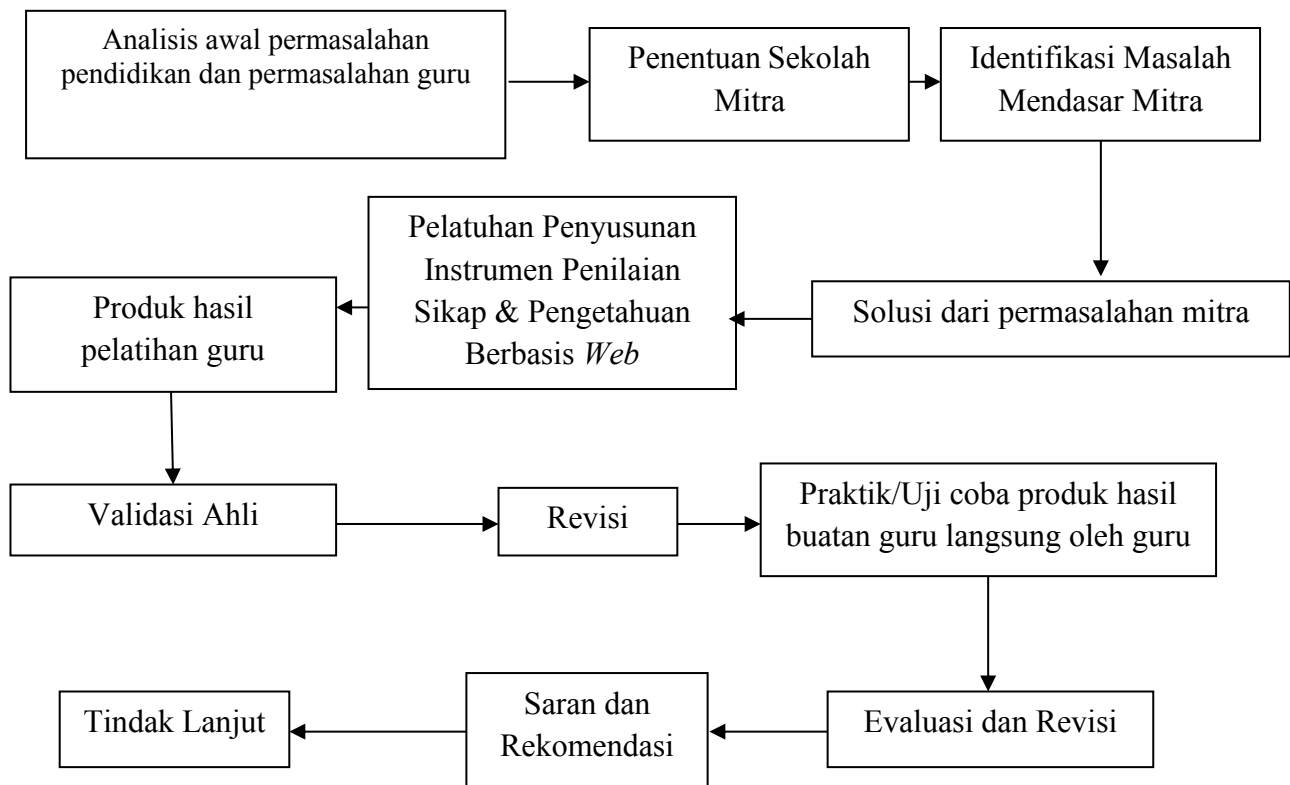 Analisis awal permasalahan
pendidikan dan permasalahan guru
Penentuan Sekolah
Mitra
Identifikasi Masalah
Mendasar Mitra
Solusi dari permasalahan mitra
Pelatuhan Penyusunan
Instrumen Penilaian
Sikap & Pengetahuan
Berbasis Web
Produk hasil
pelatihan guru
Validasi Ahli
Revisi
Praktik/Uji coba produk hasil
buatan guru langsung oleh guru
Evaluasi dan Revisi
Saran dan
Rekomendasi
Tindak Lanjut